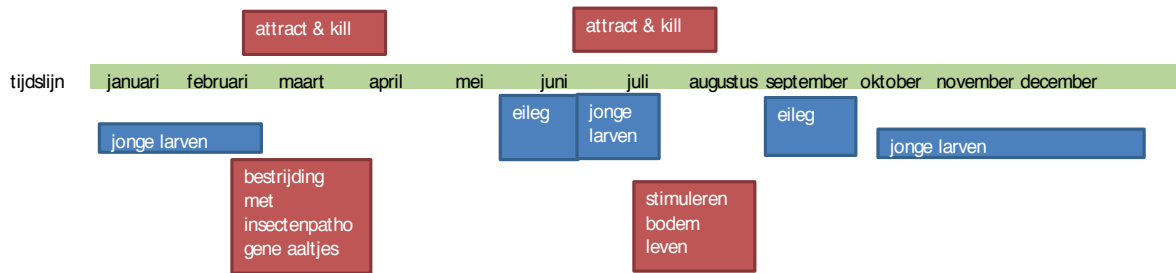 attract & kill
attract & kill
tijdslijn januari februari maart april mei juni juli augustus september oktober november december
eileg
jonge
larven
eileg
jonge larven
jonge larven
bestrijding
met
insectenpatho
gene aaltjes
stimuleren
bodem
leven